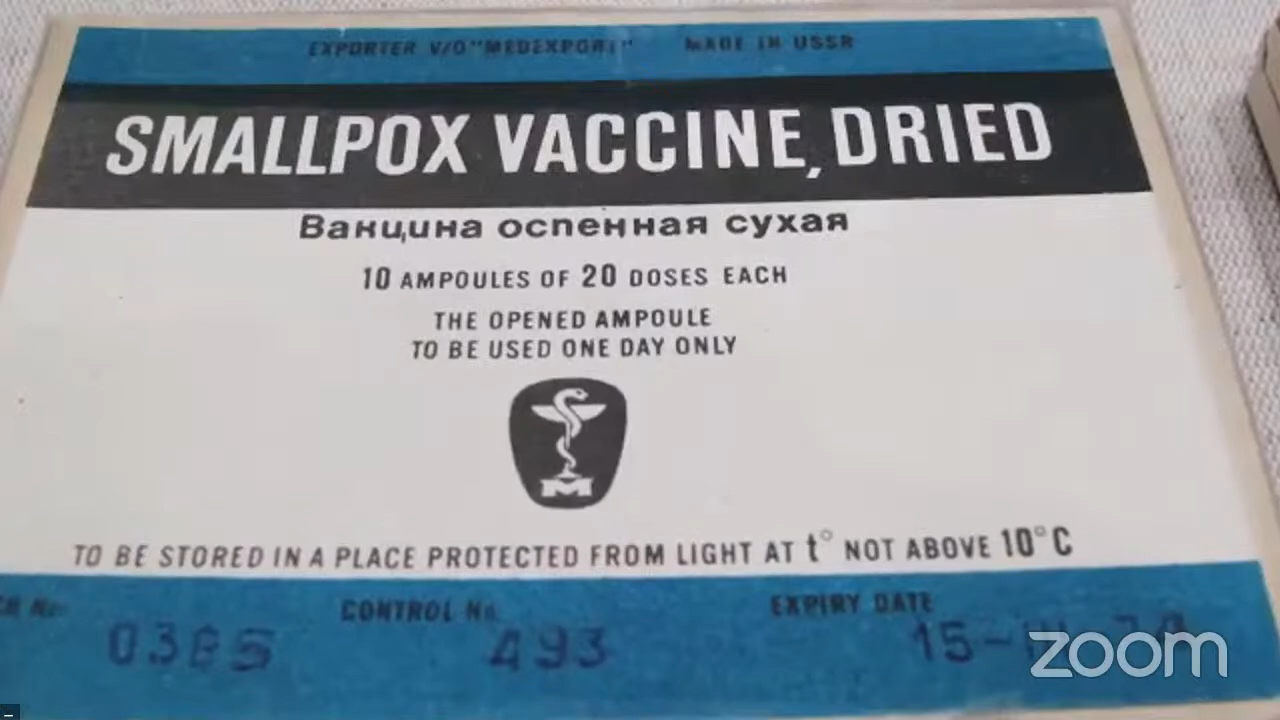 EXPORTER V/O "MEDEXPORT" MADE IN USSR
SMALLPOX VACCINE, DRIED
Вакцина оспенная сухая
10 AMPOULES OF 20 DOSES EACH
THE OPENED AMPOULE
TO BE USED ONE DAY ONLY
M
TO BE STORED IN A PLACE PROTECTED FROM LIGHT AT t° NOT ABOVE 10°C
CONTROL No. EXPIRY DATE
493 15-
zoom